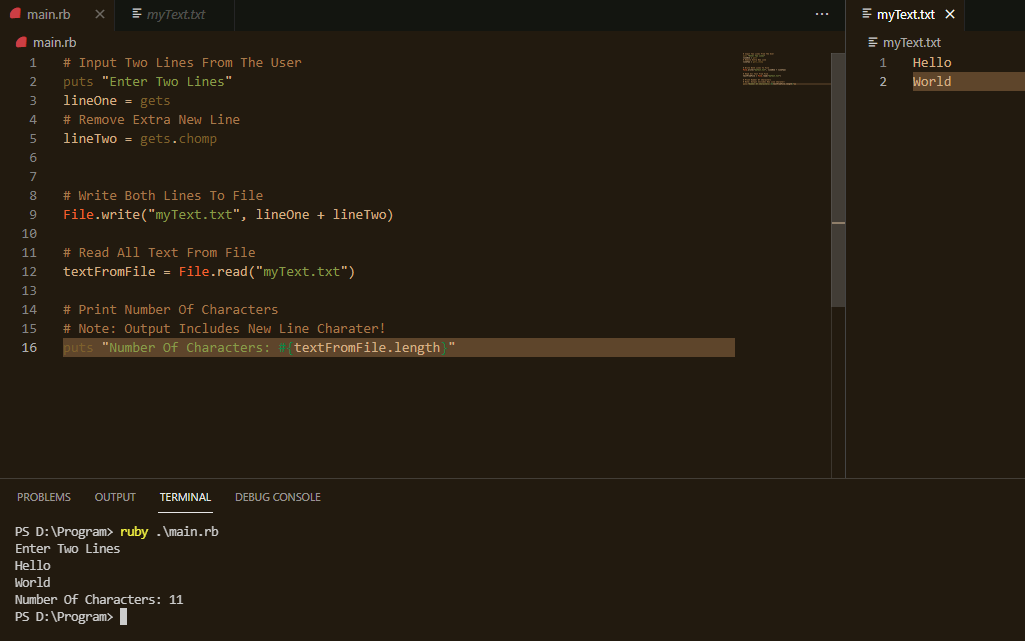 main.rb
myText.txt
myText.txt
main.rb
myText.txt
1 # Input Two Lines From The User
2 puts "Enter Two Lines"
3 lineOne = gets
4 # Remove Extra New Line
5 lineTwo = gets.chomp
6
7
8 # Write Both Lines To File
9 File.write("myText.txt", lineOne + lineTwo)
10
11 # Read All Text From File
12 textFromFile = File.read("myText.txt")
13
14 # Print Number Of Characters
15 # Note: Output Includes New Line Charater!
16 puts "Number Of Characters: #{textFromFile.length}"
1 Hello
2 World
PROBLEMS OUTPUT TERMINAL DEBUG CONSOLE
PS D:\Program> ruby .\main.rb
Enter Two Lines
Hello
World
Number Of Characters: 11
PS D:\Program>